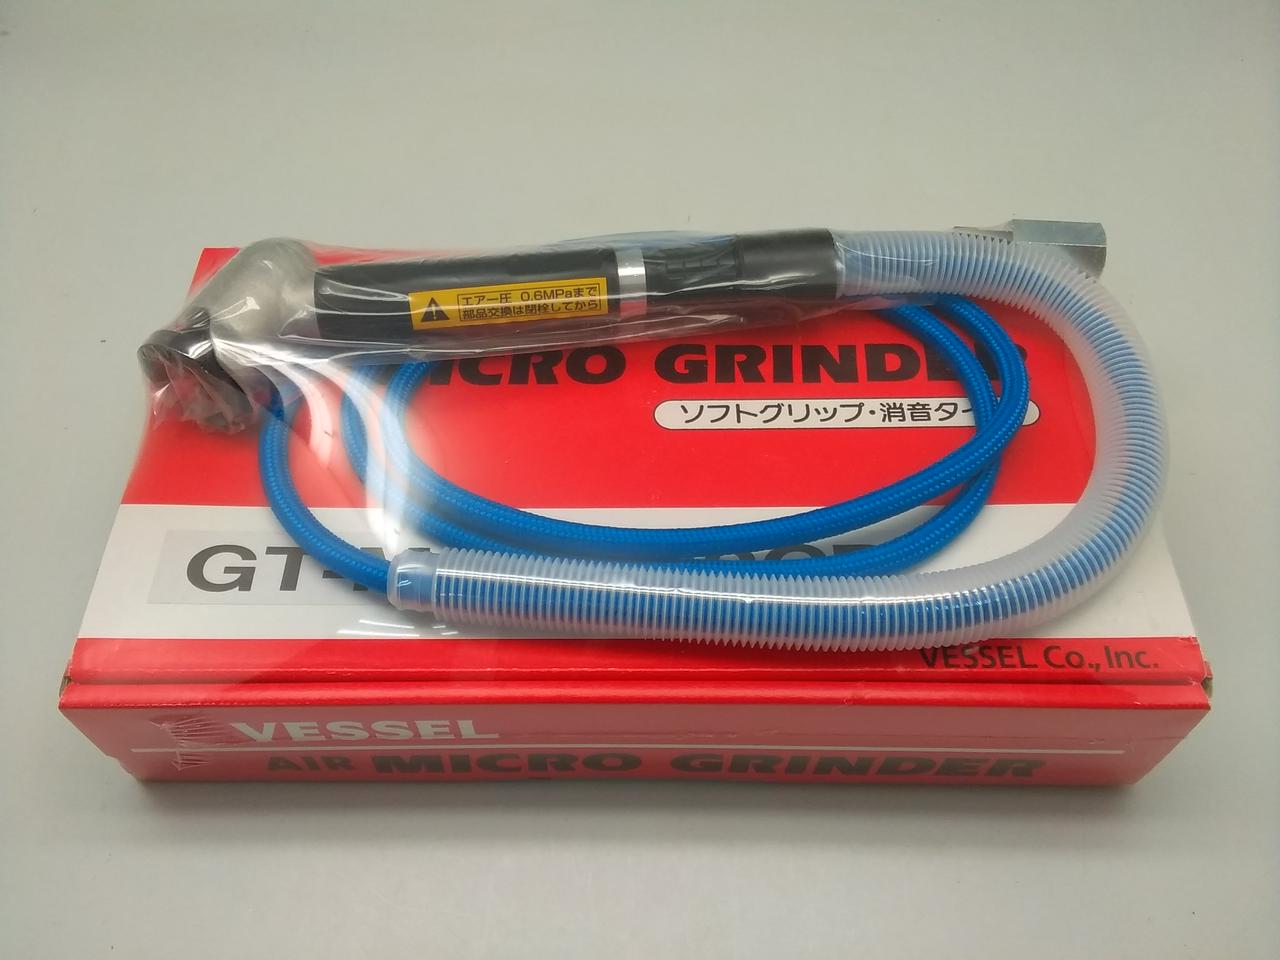 エアー圧 0.6MPaまで
部品交換は閉栓してから
MICRO GRINDER
ソフトグリップ・消音ター
GT-
VESSEL Co., Inc.
VESSEL
AIR MICRO GRINDER